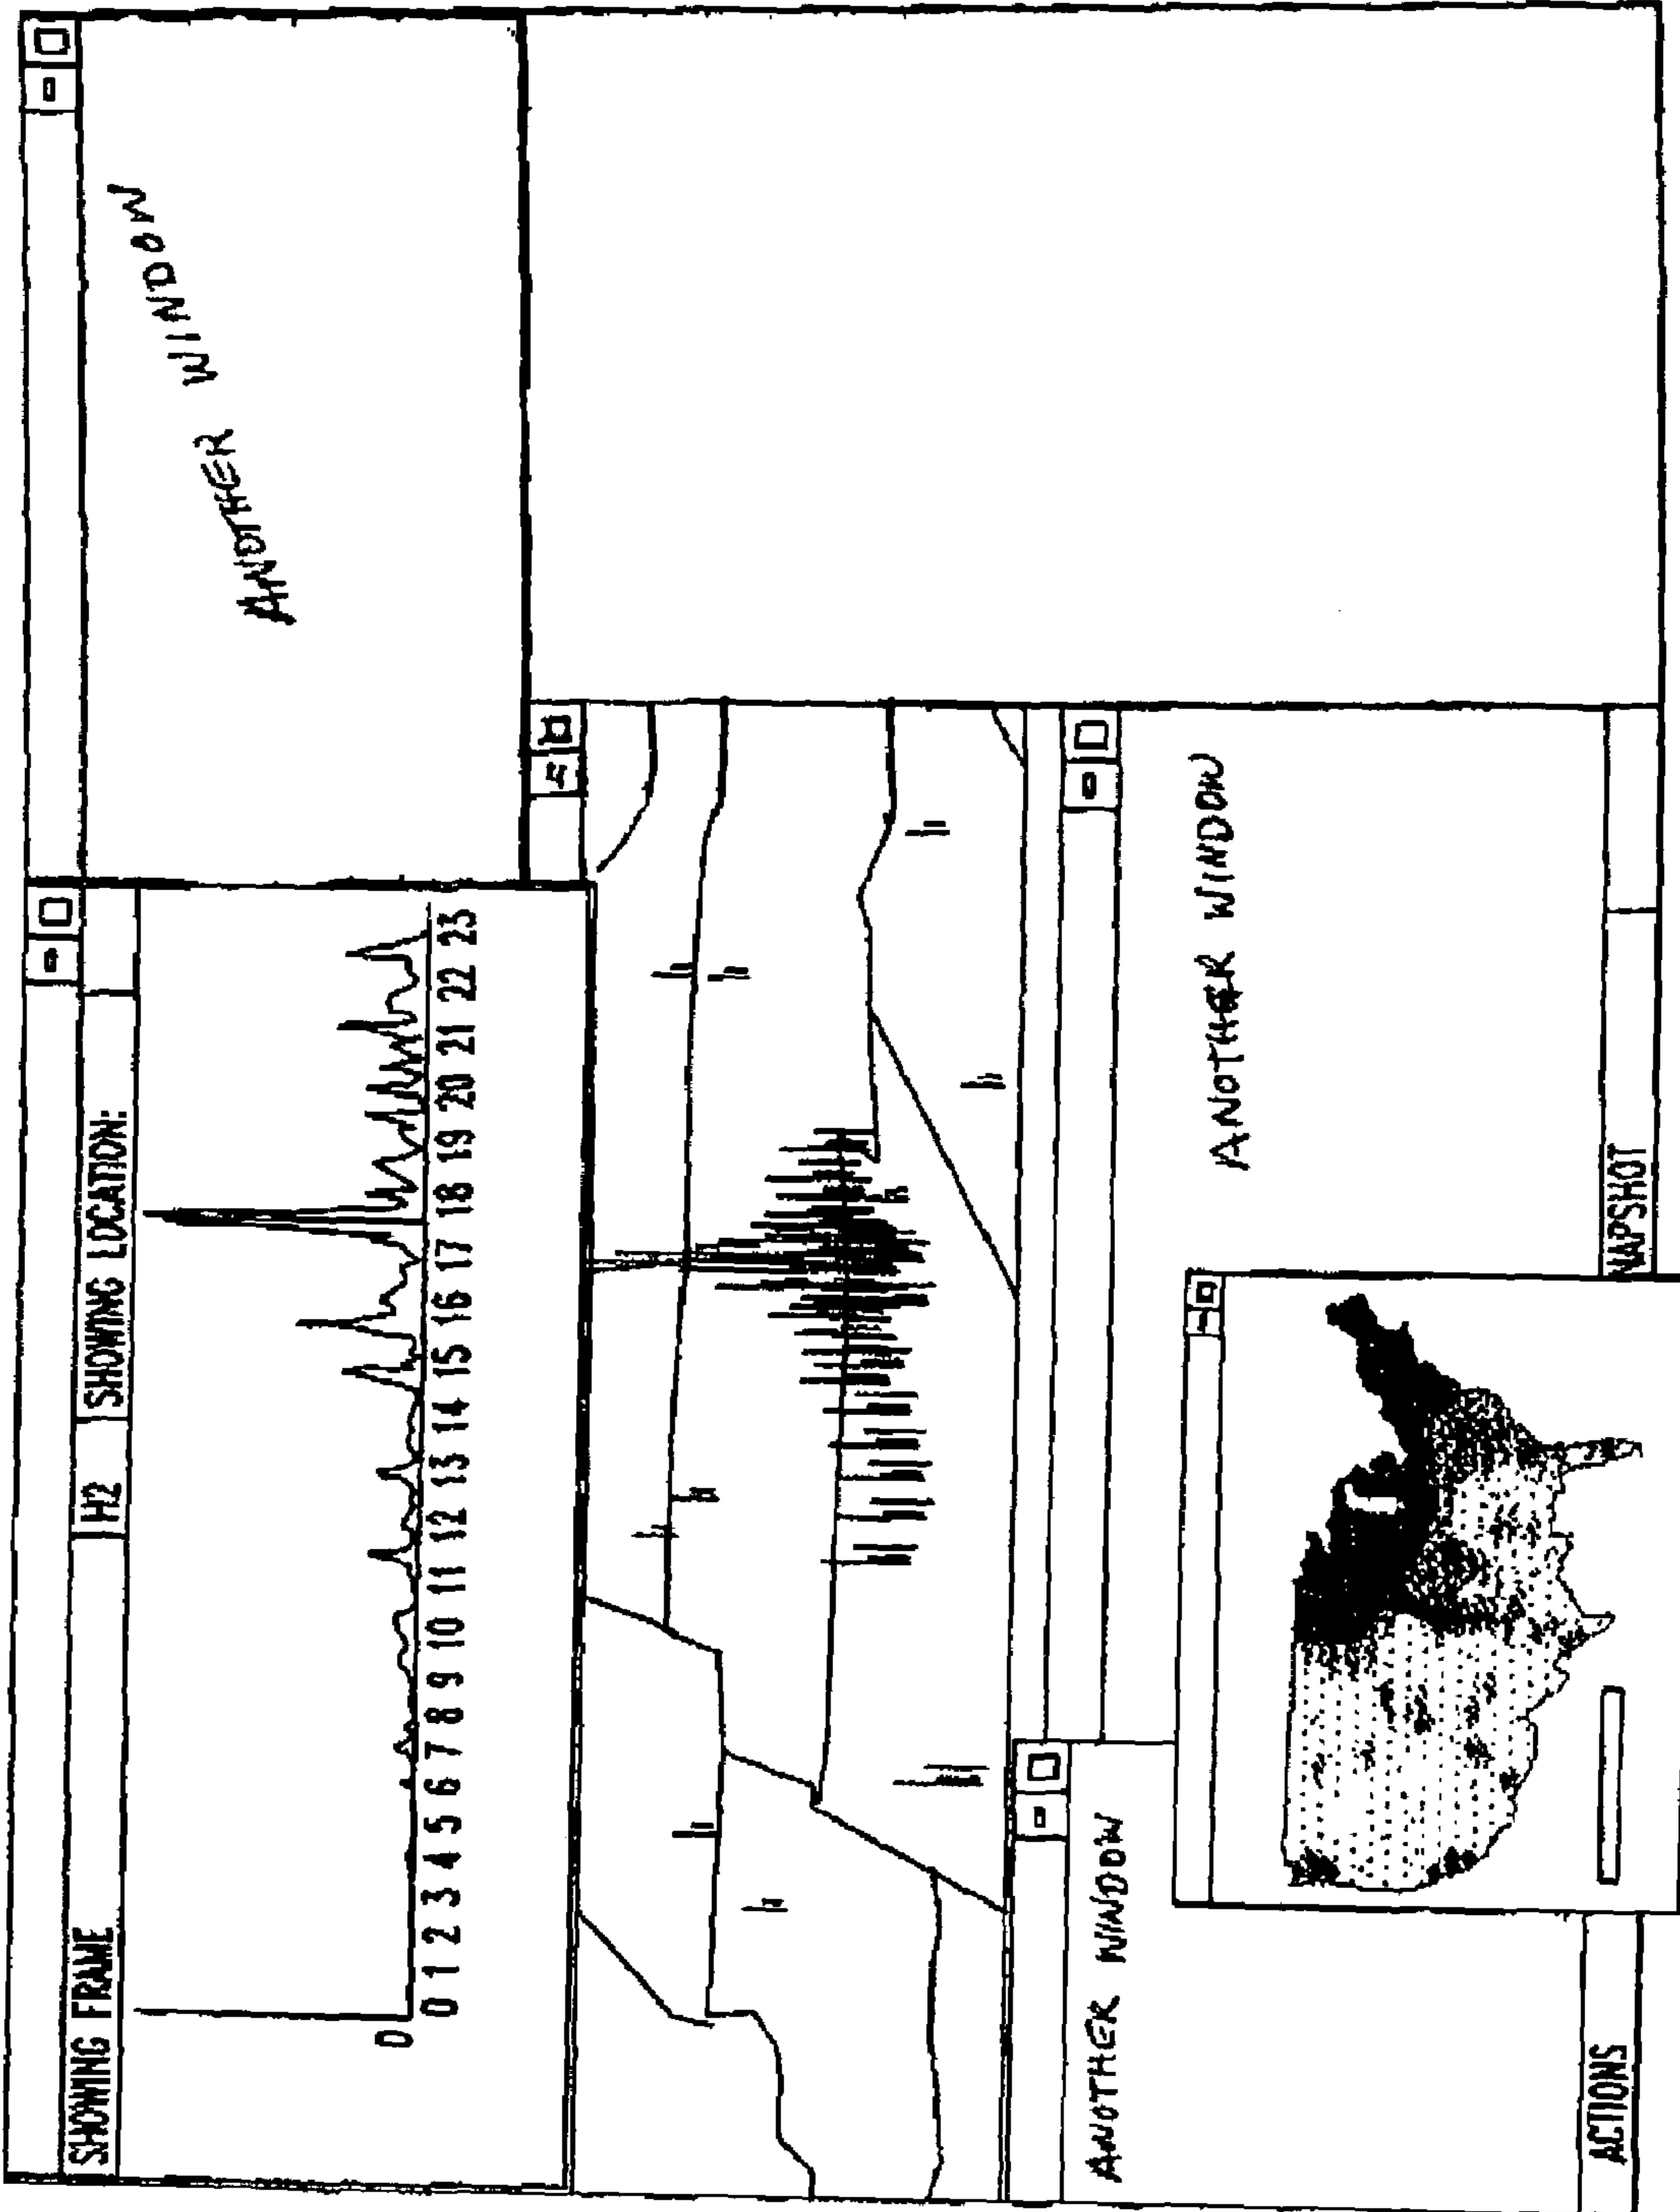 SHOWING FRAME H2 SHOWING LOCATION:
ANOTHER WINDOW
0
0 1 2 3 4 5 6 7 8 9 10 11 12 13 14 15 16 17 18 19 20 21 22 23
ANOTHER WINDOW
ANOTHER WINDOW
ACTIONS
NAPSHOT